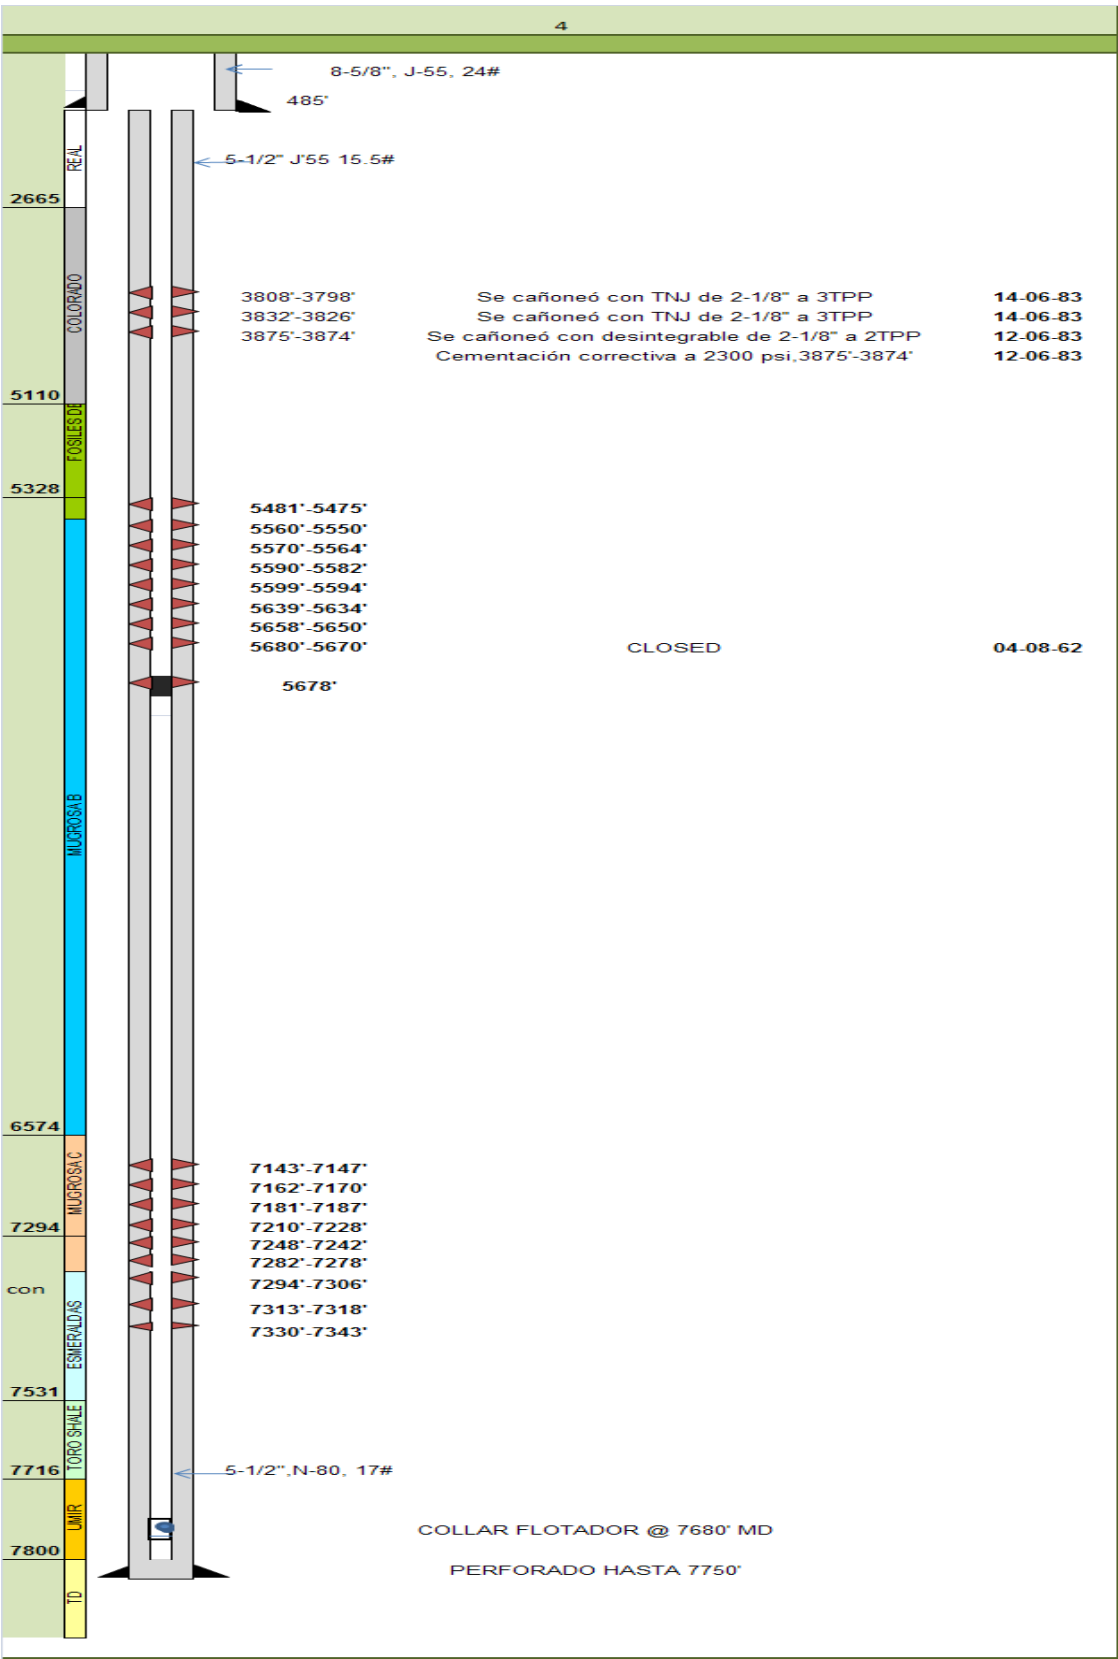 4
8-5/8", J-55, 24#
485'
REAL
5-1/2" J'55 15.5#
2665
COLORADO
3808'-3798' Se cañoneó con TNJ de 2-1/8" a 3TPP 14-06-83
3832'-3826' Se cañoneó con TNJ de 2-1/8" a 3TPP 14-06-83
3875'-3874' Se cañoneó con desintegrable de 2-1/8" a 2TPP 12-06-83
Cementación correctiva a 2300 psi,3875'-3874' 12-06-83
5110
FOSILES DE
5328
5481'-5475'
5560'-5550'
5570'-5564'
5590'-5582'
5599'-5594'
5639'-5634'
5658'-5650'
5680'-5670' CLOSED 04-08-62
5678'
MUGROSA B
6574
MUGROSA C
7143'-7147'
7162'-7170'
7181'-7187'
7210'-7228'
7294
7248'-7242'
7282'-7278'
7294'-7306'
con
7313'-7318'
ESMERALDAS
7330'-7343'
7531
TORO SHALE
7716
5-1/2",N-80, 17#
UMIR
COLLAR FLOTADOR @ 7680' MD
7800
PERFORADO HASTA 7750'
TD